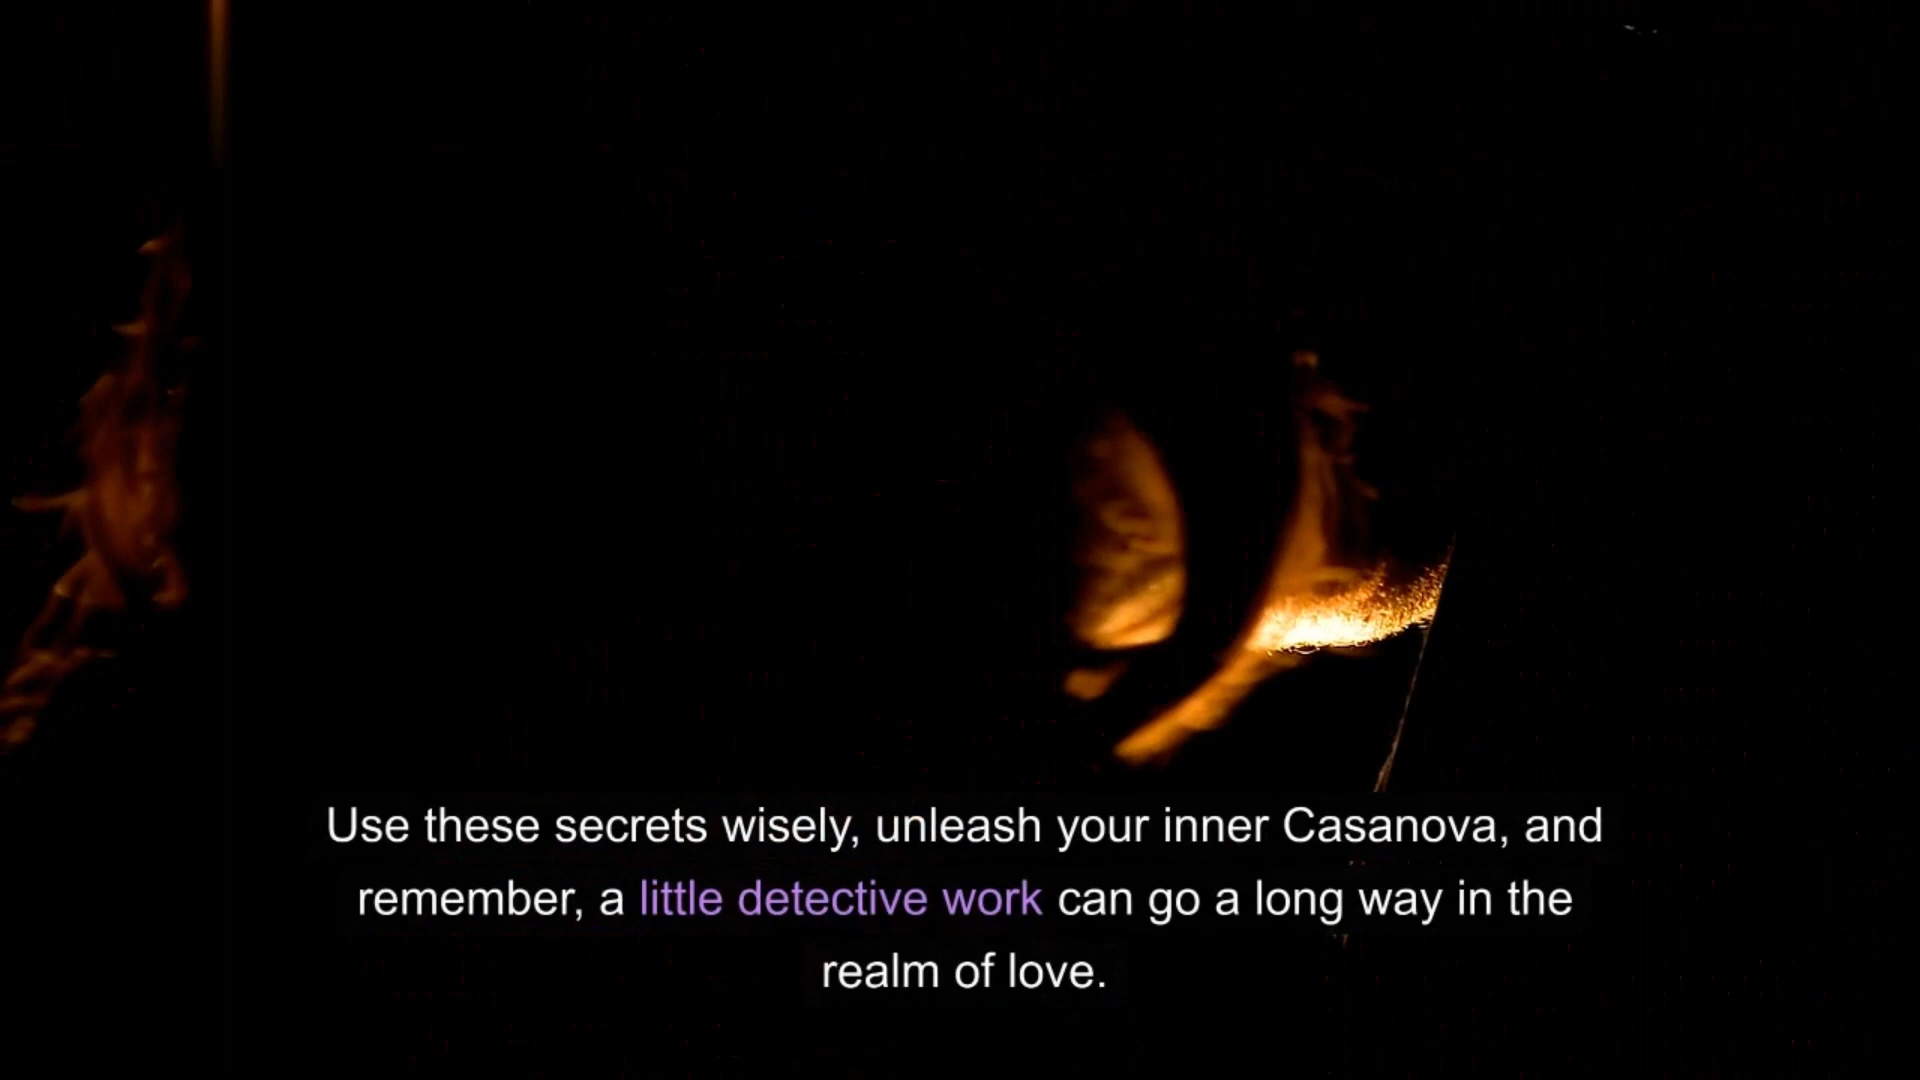 Use these secrets wisely, unleash your inner Casanova, and
remember, a little detective work can go a long way in the
realm of love.